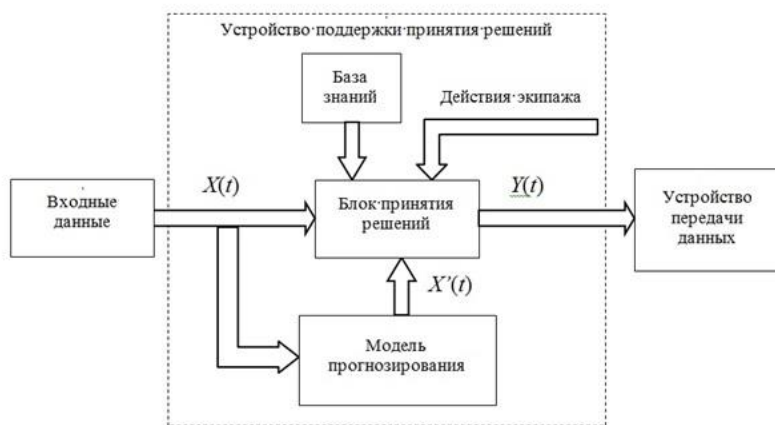 Устройство·поддержки·принятия·решений
База
знаний
Действия·экипажа
Входные
данные
X(t)
Блок·принятия
решений
Y(t)
Устройство
передачи
данных
X'(t)
Модель
прогнозирования